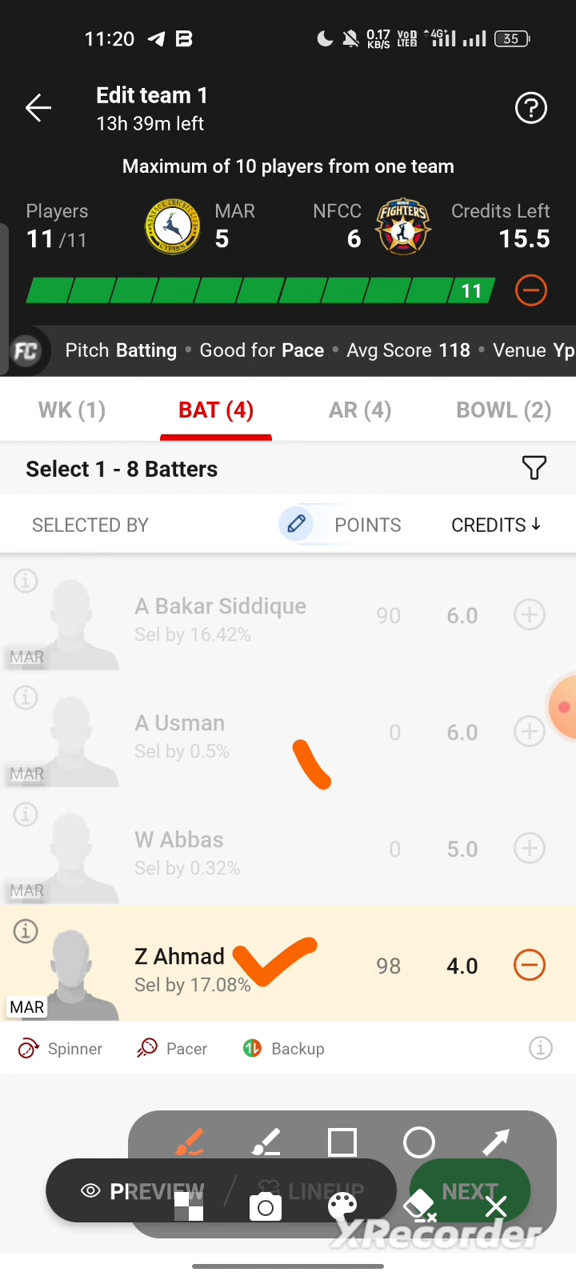 11:20 0.17 KB/S VoD LTE2 4G+ 35
Edit team 1
13h 39m left
Maximum of 10 players from one team
Players MAR NFCC Credits Left
11/11 5 6 15.5
FIGHTERS
11
FC Pitch Batting • Good for Pace • Avg Score 118 • Venue Yp
WK (1) BAT (4) AR (4) BOWL (2)
Select 1 - 8 Batters
SELECTED BY POINTS CREDITS↓
A Bakar Siddique 90 6.0
Sel by 16.42%
MAR
A Usman 0 6.0
Sel by 0.5%
MAR
W Abbas 0 5.0
Sel by 0.32%
MAR
Z Ahmad 98 4.0
Sel by 17.08%
MAR
Spinner Pacer Backup
PREVIEW / LINEUP NEXT
XRecorder